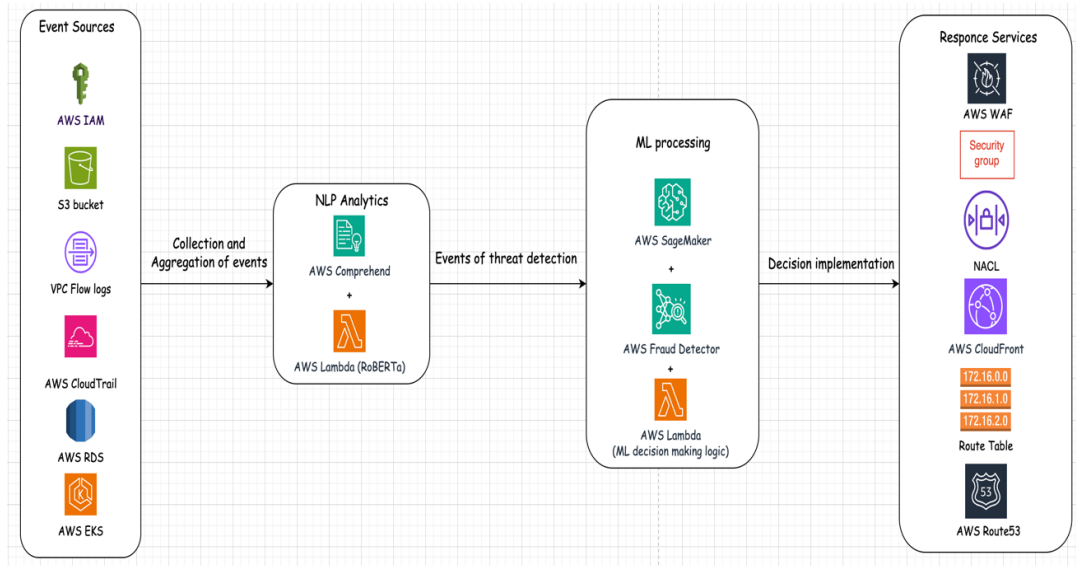 Event Sources
AWS IAM
S3 bucket
VPC Flow logs
AWS CloudTrail
AWS RDS
AWS EKS
Collection and
Aggregation of events
NLP Analytics
AWS Comprehend
+
AWS Lambda (RoBERTa)
Events of threat detection
ML processing
AWS SageMaker
+
AWS Fraud Detector
+
AWS Lambda
(ML decision making logic)
Decision implementation
Responce Services
AWS WAF
Security
group
NACL
AWS CloudFront
172.16.0.0
172.16.1.0
172.16.2.0
Route Table
53
AWS Route53